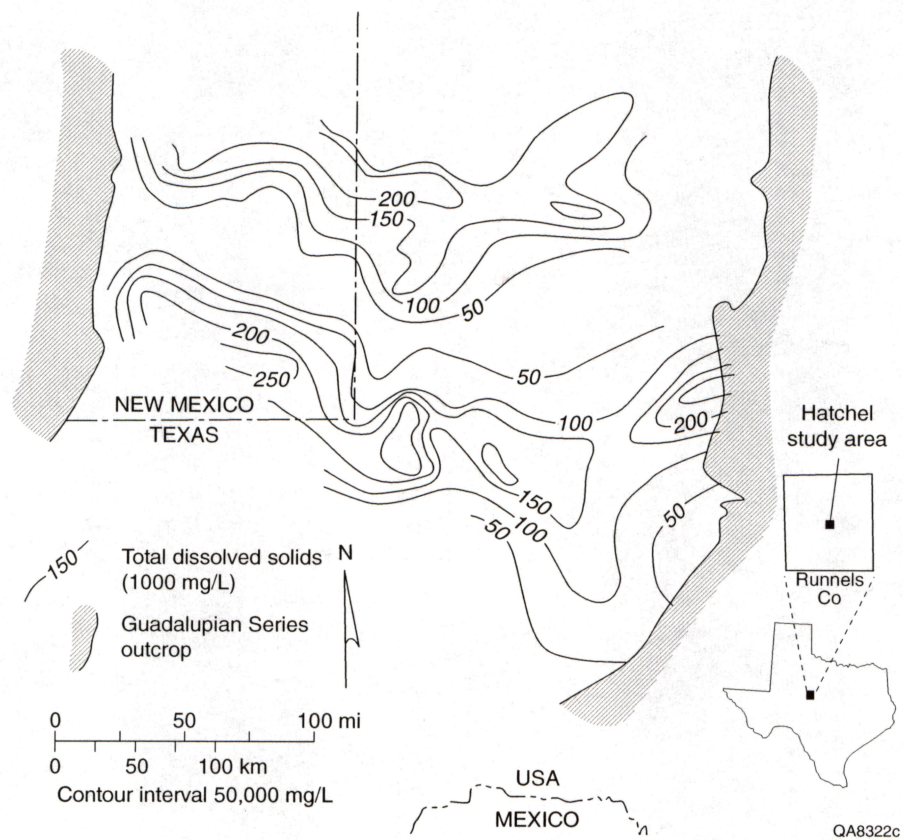 200
150
100
50
200
250
50
100
200
150
100
50
50
NEW MEXICO
TEXAS
Hatchel
study area
Runnels
Co
150
Total dissolved solids
(1000 mg/L)
Guadalupian Series
outcrop
N
0 50 100 mi
0 50 100 km
Contour interval 50,000 mg/L
USA
MEXICO
QA8322c